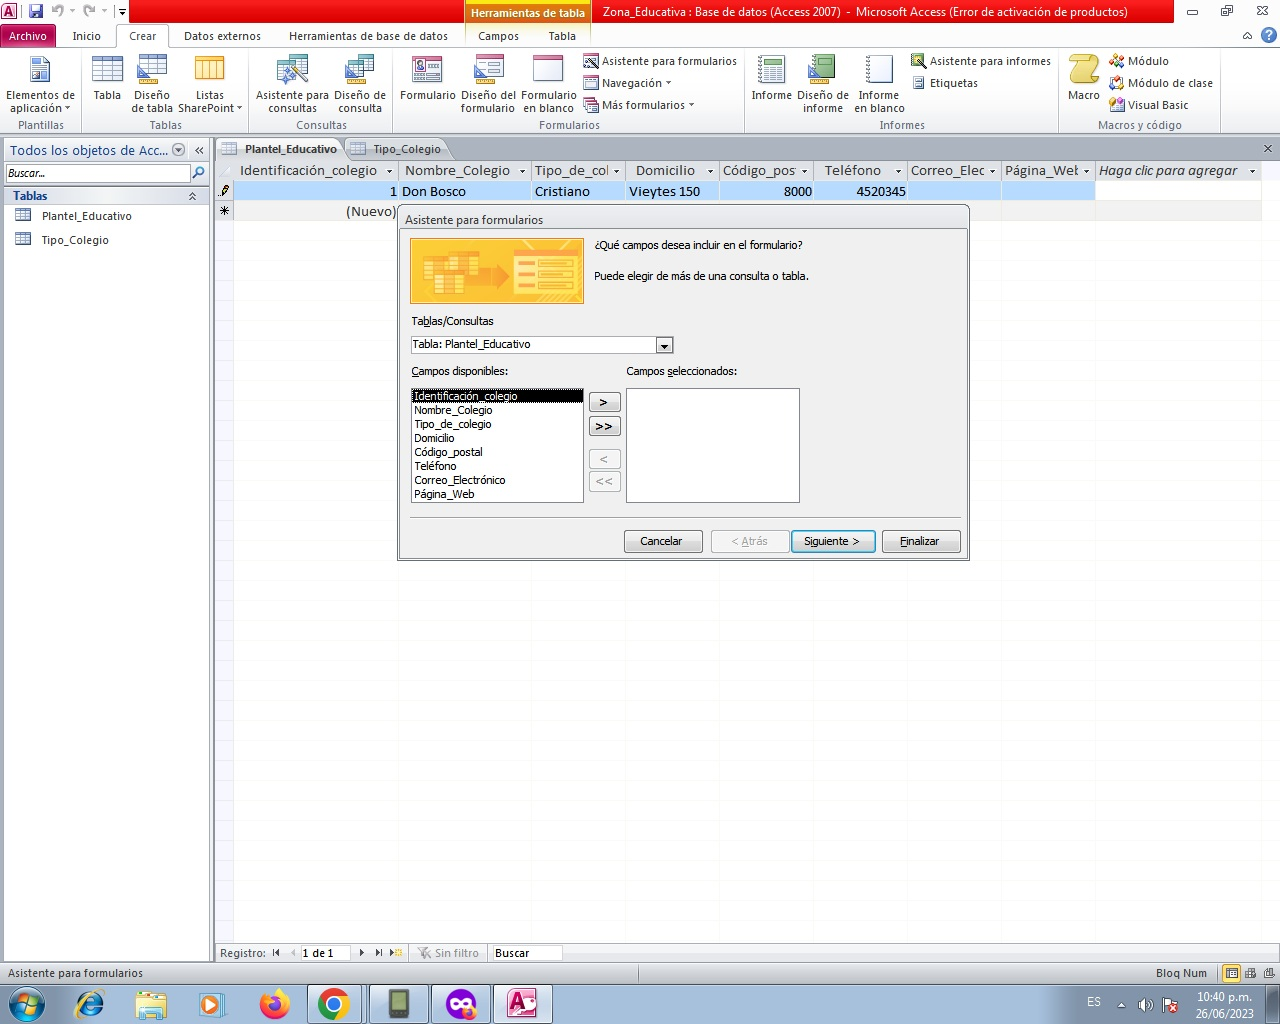 Herramientas de tabla
Zona_Educativa : Base de datos (Access 2007) - Microsoft Access (Error de activación de productos)
Archivo Inicio Crear Datos externos Herramientas de base de datos Campos Tabla
Elementos de aplicación
Tabla
Diseño de tabla
Listas SharePoint
Asistente para consultas
Diseño de consulta
Formulario
Diseño del formulario
Formulario en blanco
Asistente para formularios
Navegación
Más formularios
Informe
Diseño de informe
Informe en blanco
Asistente para informes
Etiquetas
Macro
Módulo
Módulo de clase
Visual Basic
Plantillas Tablas Consultas Formularios Informes Macros y código
Todos los objetos de Acc... «
Buscar...
Tablas
Plantel_Educativo
Tipo_Colegio
Plantel_Educativo Tipo_Colegio
Identificación_colegio Nombre_Colegio Tipo_de_col Domicilio Código_pos Teléfono Correo_Elec Página_Web Haga clic para agregar
1 Don Bosco Cristiano Vieytes 150 8000 4520345
(Nuevo)
Asistente para formularios
¿Qué campos desea incluir en el formulario?
Puede elegir de más de una consulta o tabla.
Tablas/Consultas
Tabla: Plantel_Educativo
Campos disponibles: Campos seleccionados:
Identificación_colegio
Nombre_Colegio
Tipo_de_colegio
Domicilio
Código_postal
Teléfono
Correo_Electrónico
Página_Web
>
>>
<
<<
Cancelar < Atrás Siguiente > Finalizar
Registro: 1 de 1 Sin filtro Buscar
Asistente para formularios Bloq Num
ES 10:40 p.m.
26/06/2023